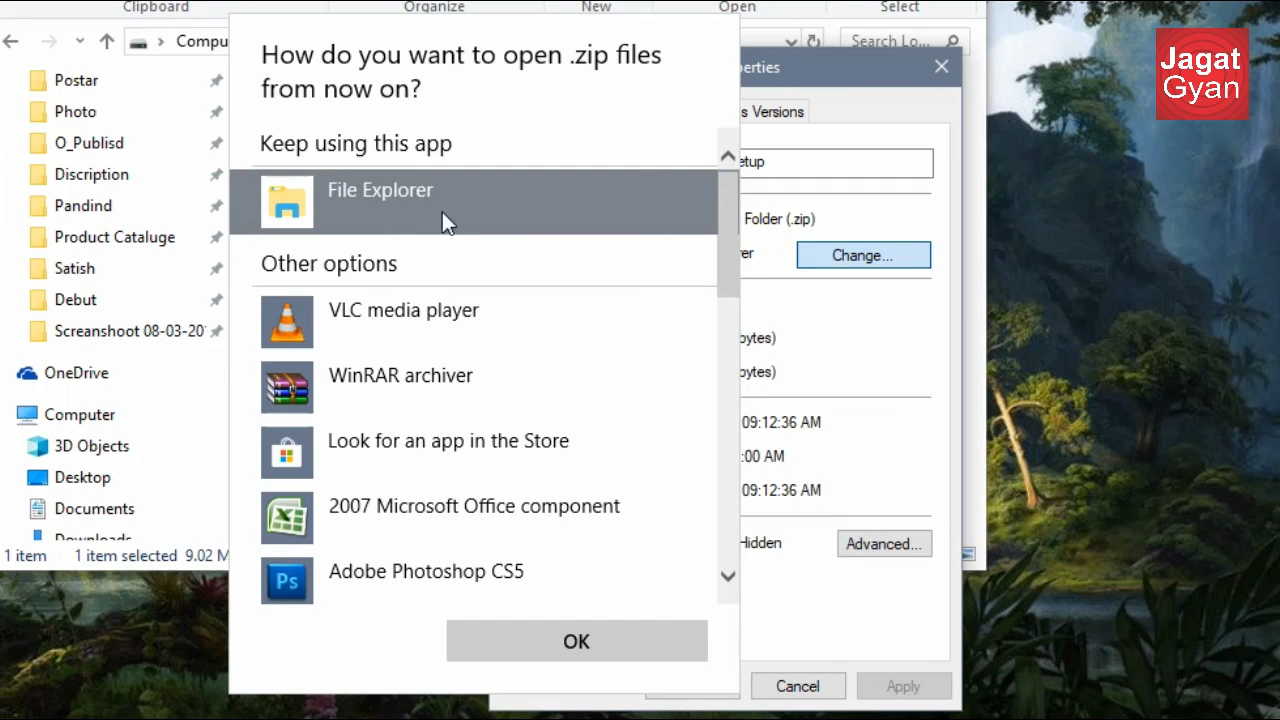 Clipboard
Organize
New
Open
Select
Compu
Search Lo...
Postar
Photo
O_Publisd
Discription
Pandind
Product Cataluge
Satish
Debut
Screanshoot 08-03-20
OneDrive
Computer
3D Objects
Desktop
Documents
Downloads
1 item 1 item selected 9.02 M
How do you want to open .zip files
from now on?
Keep using this app
File Explorer
Other options
VLC media player
WinRAR archiver
Look for an app in the Store
2007 Microsoft Office component
Adobe Photoshop CS5
Ps
OK
perties
s Versions
etup
Folder (.zip)
rer
Change...
bytes)
bytes)
09:12:36 AM
:00 AM
09:12:36 AM
Hidden
Advanced...
Cancel
Apply
Jagat
Gyan